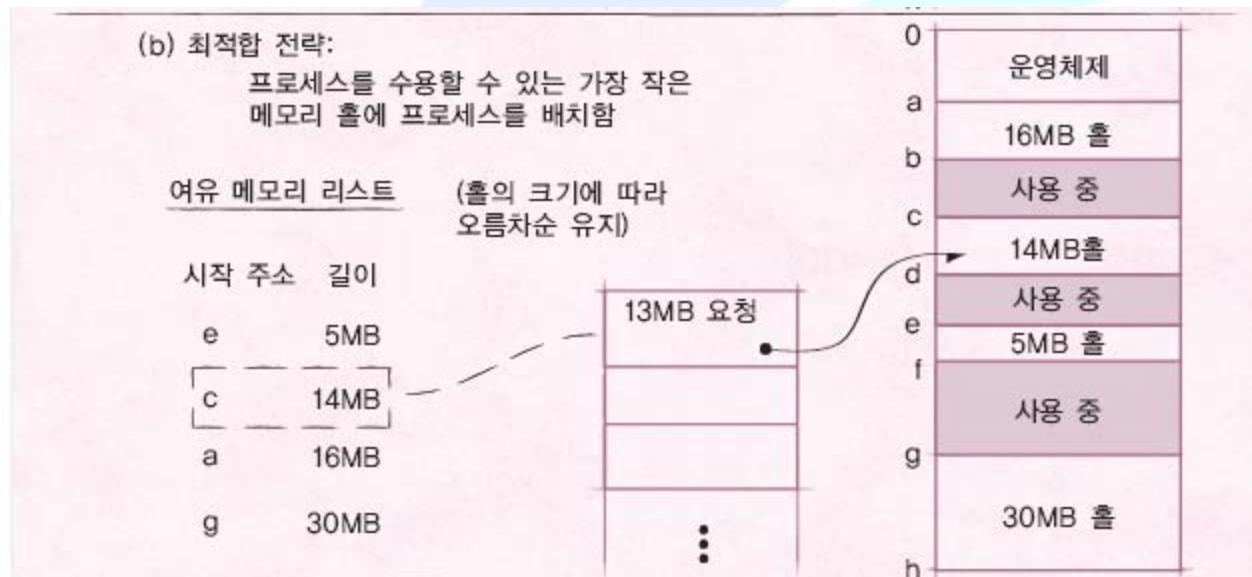 (b) 최적합 전략:
프로세스를 수용할 수 있는 가장 작은
메모리 홀에 프로세스를 배치함
여유 메모리 리스트
(홀의 크기에 따라
오름차순 유지)
시작 주소 길이
e 5MB
c 14MB
a 16MB
g 30MB
13MB 요청
0
운영체제
a
16MB 홀
b
사용 중
c
14MB홀
d
사용 중
e
5MB 홀
f
사용 중
g
30MB 홀
h